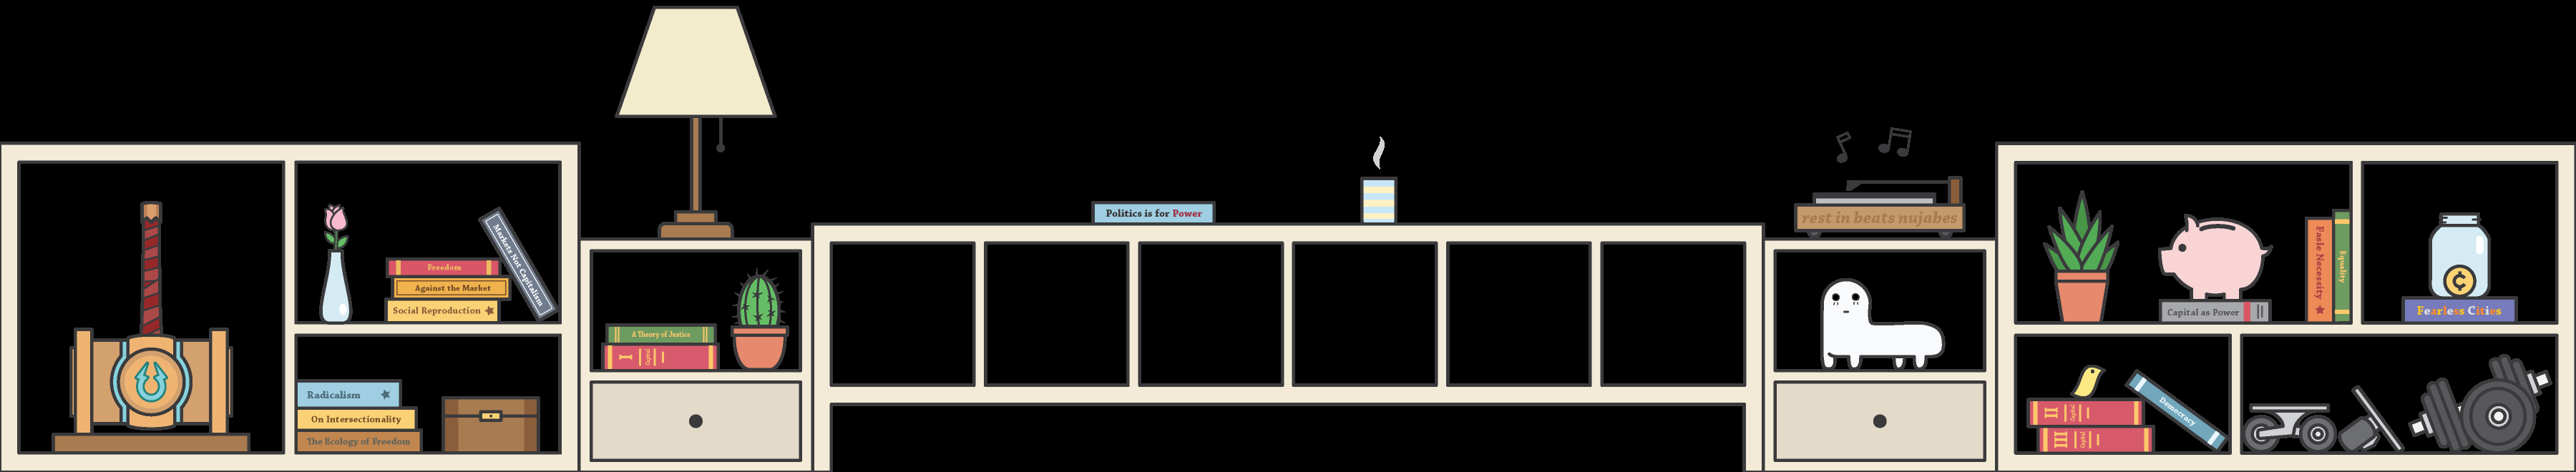 Freedom
Against the Market
Social Reproduction
Markets Not Capitalism
Radicalism
On Intersectionality
The Ecology of Freedom
A Theory of Justice
I Capital I
Politics is for Power
rest in beats nujabes
Capital as Power
Fasle Necessity
Equality
¢
Fearless Cities
II Capital
III Capital
Democracy